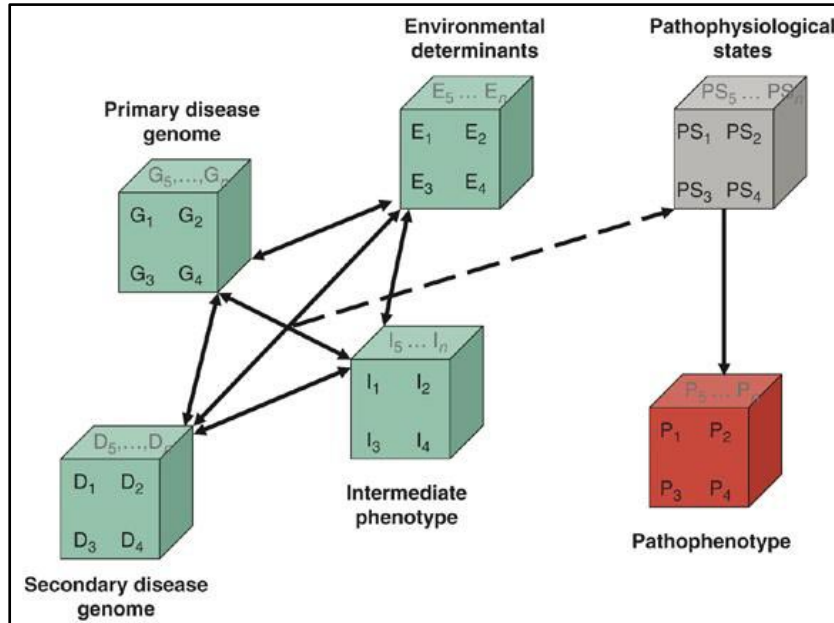 Environmental
determinants
Pathophysiological
states
Primary disease
genome
E₅ ... Eₙ
E₁ E₂
E₃ E₄
PS₅ ... PSₙ
PS₁ PS₂
PS₃ PS₄
G₅,...,Gₙ
G₁ G₂
G₃ G₄
I₅ ... Iₙ
I₁ I₂
I₃ I₄
P₅ ... Pₙ
P₁ P₂
P₃ P₄
D₅,...,Dₙ
D₁ D₂
D₃ D₄
Intermediate
phenotype
Pathophenotype
Secondary disease
genome